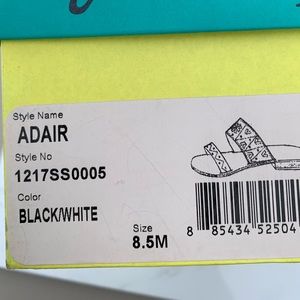 Style Name
ADAIR
Style No
1217SS0005
Color
BLACK/WHITE
Size
8.5M
8 85434 52504